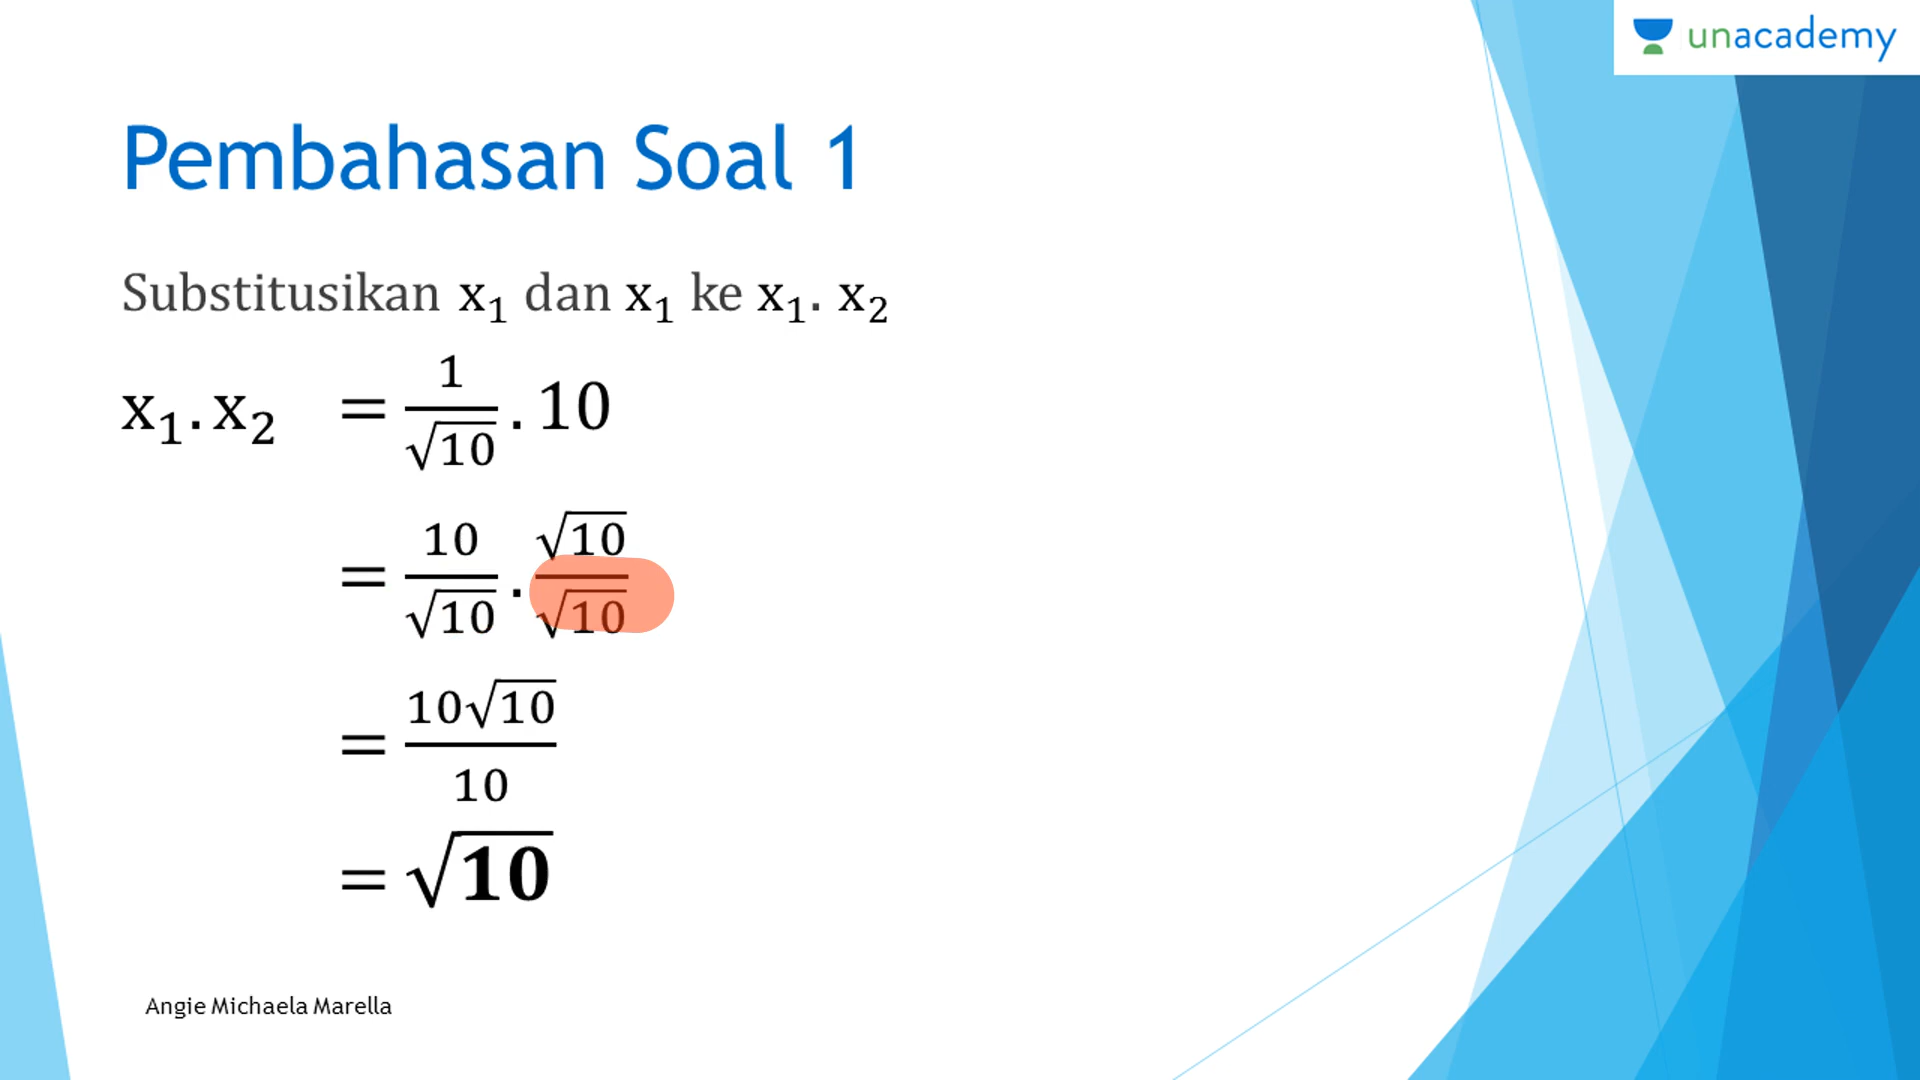 unacademy
Pembahasan Soal 1
Substitusikan x₁ dan x₁ ke x₁. x₂
x₁.x₂ = 1/√10 . 10
= 10/√10 . √10/√10
= 10√10/10
= √10
Angie Michaela Marella